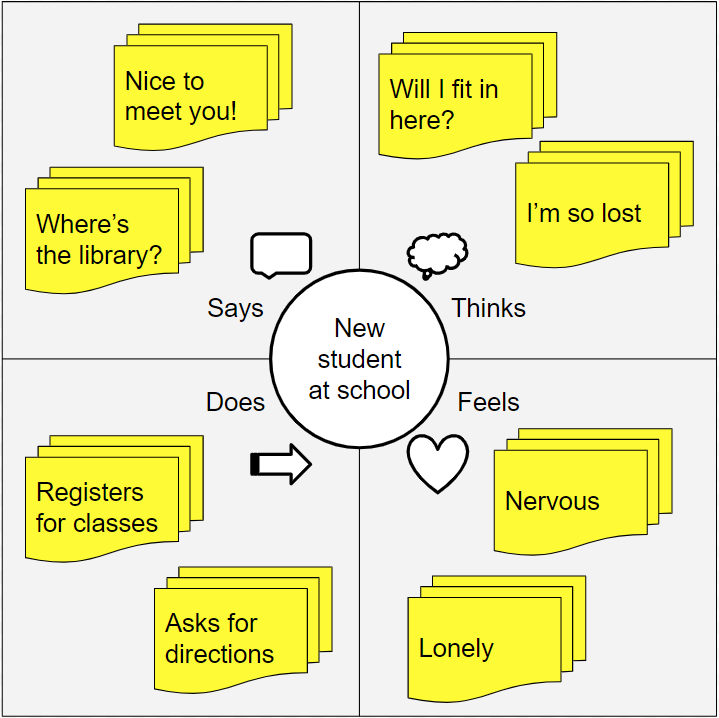 Nice to
meet you!
Where’s
the library?
Says
Will I fit in
here?
I’m so lost
Thinks
New
student
at school
Does
Registers
for classes
Asks for
directions
Feels
Nervous
Lonely